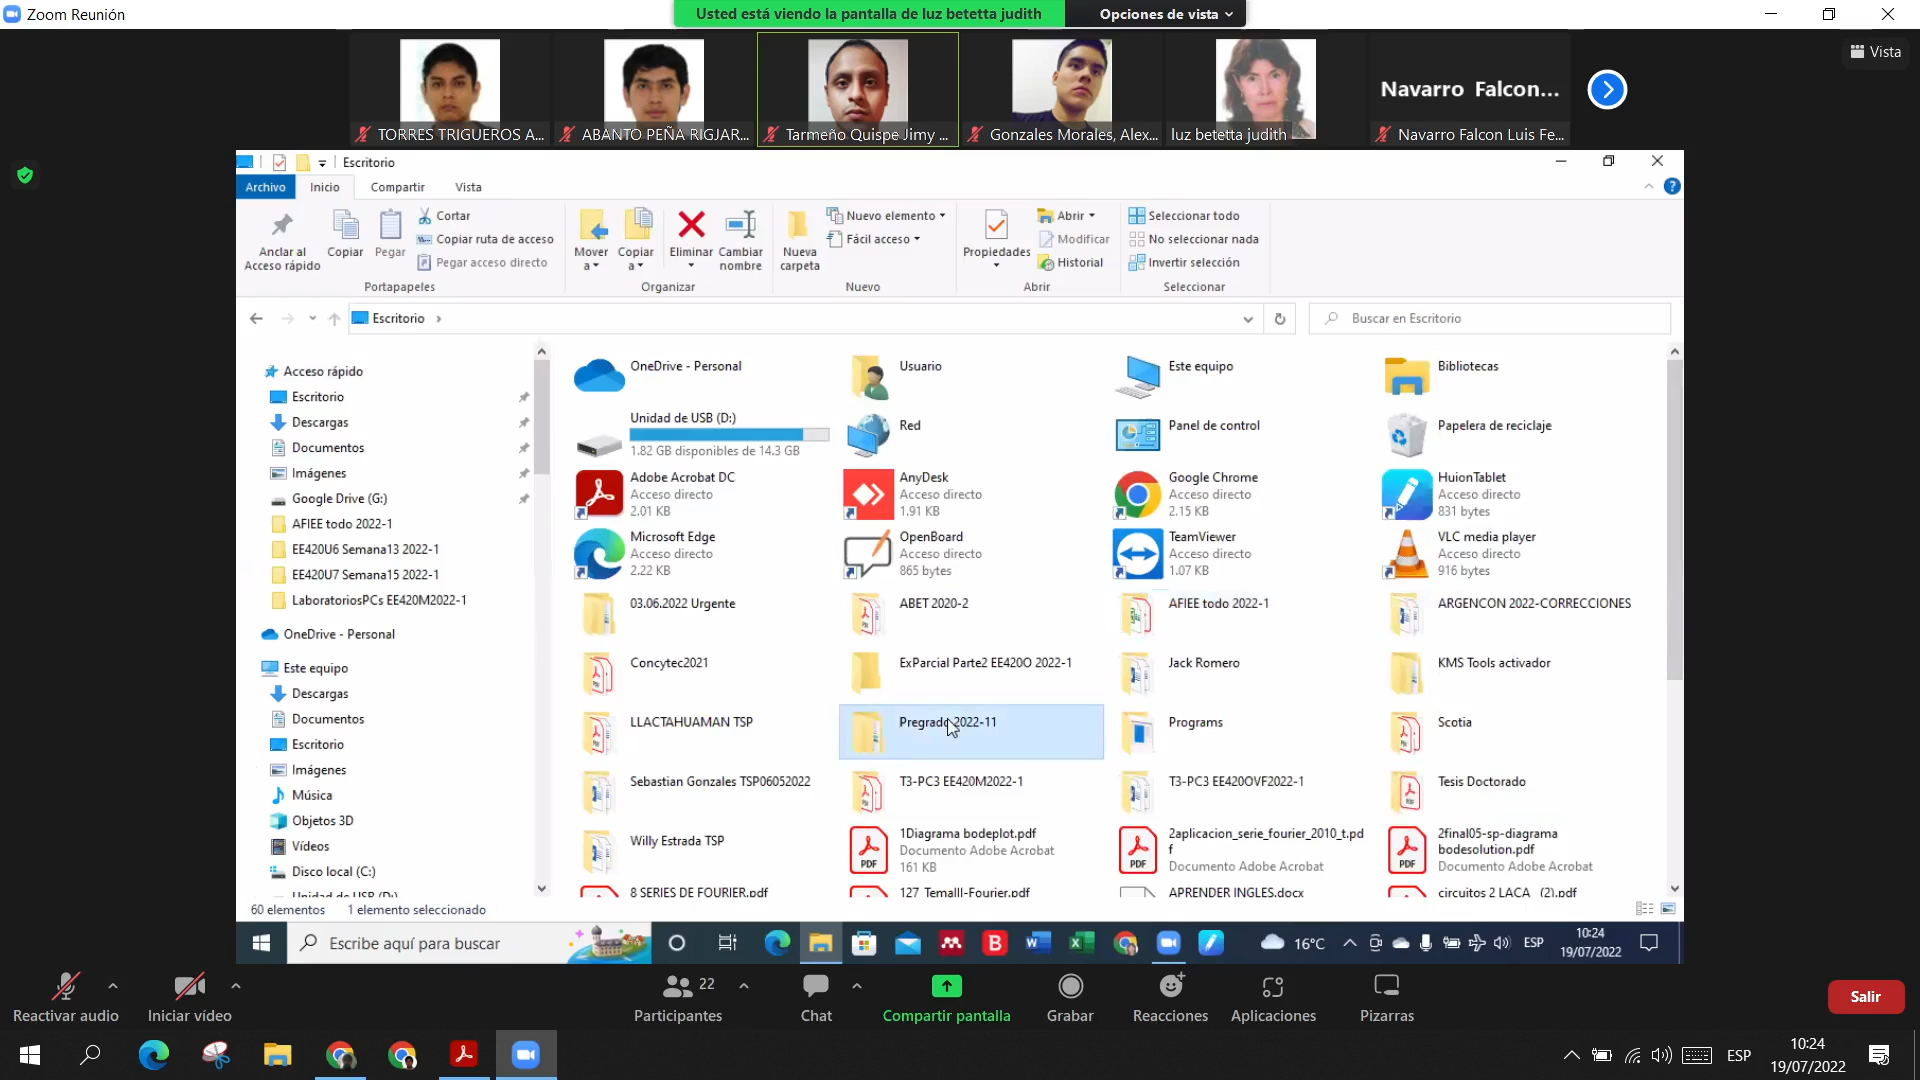 Zoom Reunión
Usted está viendo la pantalla de luz betetta judith
Opciones de vista
Vista
Navarro Falcon...
TORRES TRIGUEROS A...
ABANTO PEÑA RIGJAR...
Tarmeño Quispe Jimy ...
Gonzales Morales, Alex...
luz betetta judith
Navarro Falcon Luis Fe...
Escritorio
Archivo
Inicio
Compartir
Vista
Anclar al
Acceso rápido
Copiar
Pegar
Cortar
Copiar ruta de acceso
Pegar acceso directo
Portapapeles
Mover
a
Copiar
a
Eliminar
Cambiar
nombre
Organizar
Nueva
carpeta
Nuevo elemento
Fácil acceso
Nuevo
Propiedades
Abrir
Modificar
Historial
Abrir
Seleccionar todo
No seleccionar nada
Invertir selección
Seleccionar
Escritorio
Buscar en Escritorio
Acceso rápido
Escritorio
Descargas
Documentos
Imágenes
Google Drive (G:)
AFIEE todo 2022-1
EE420U6 Semana13 2022-1
EE420U7 Semana15 2022-1
LaboratoriosPCs EE420M2022-1
OneDrive - Personal
Este equipo
Descargas
Documentos
Escritorio
Imágenes
Música
Objetos 3D
Vídeos
Disco local (C:)
Unidad de USB (D:)
OneDrive - Personal
Usuario
Este equipo
Bibliotecas
Unidad de USB (D:)
1.82 GB disponibles de 14.3 GB
Red
Panel de control
Papelera de reciclaje
Adobe Acrobat DC
Acceso directo
2.01 KB
AnyDesk
Acceso directo
1.91 KB
Google Chrome
Acceso directo
2.15 KB
HuionTablet
Acceso directo
831 bytes
Microsoft Edge
Acceso directo
2.22 KB
OpenBoard
Acceso directo
865 bytes
TeamViewer
Acceso directo
1.07 KB
VLC media player
Acceso directo
916 bytes
03.06.2022 Urgente
ABET 2020-2
AFIEE todo 2022-1
ARGENCON 2022-CORRECCIONES
Concytec2021
ExParcial Parte2 EE420O 2022-1
Jack Romero
KMS Tools activador
LLACTAHUAMAN TSP
Pregrado 2022-11
Programs
Scotia
Sebastian Gonzales TSP06052022
T3-PC3 EE420M2022-1
T3-PC3 EE420OVF2022-1
Tesis Doctorado
Willy Estrada TSP
PDF
1Diagrama bodeplot.pdf
Documento Adobe Acrobat
161 KB
PDF
2aplicacion_serie_fourier_2010_t.pd
f
Documento Adobe Acrobat
PDF
2final05-sp-diagrama
bodesolution.pdf
Documento Adobe Acrobat
8 SERIES DE FOURIER.pdf
127_TemaIII-Fourier.pdf
APRENDER INGLES.docx
circuitos 2 LACA_ (2).pdf
60 elementos
1 elemento seleccionado
Escribe aquí para buscar
16°C
ESP
10:24
19/07/2022
Reactivar audio
Iniciar vídeo
22
Participantes
Chat
Compartir pantalla
Grabar
Reacciones
Aplicaciones
Pizarras
Salir
ESP
10:24
19/07/2022